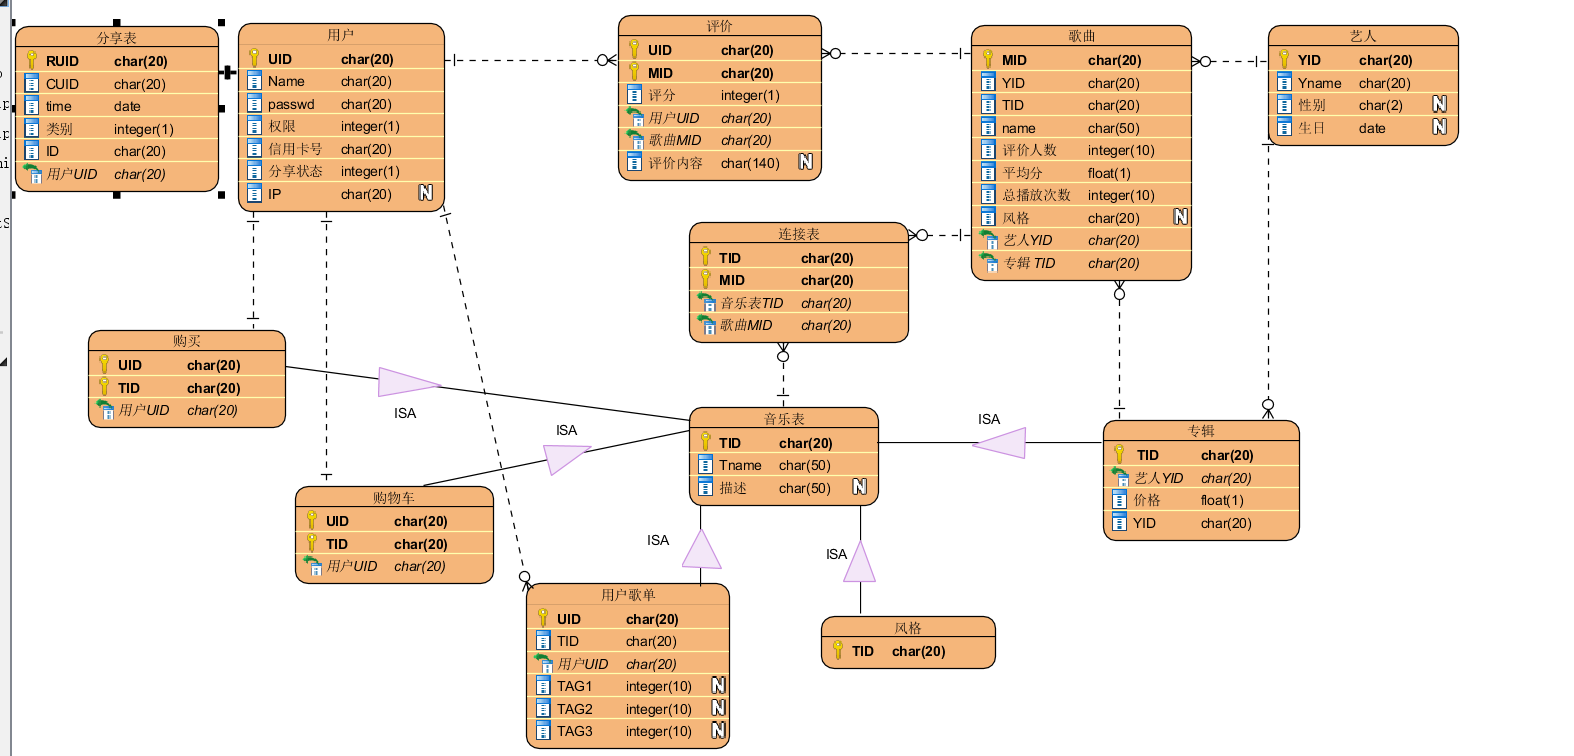 分享表
RUID char(20)
CUID char(20)
time date
类别 integer(1)
ID char(20)
用户UID char(20)
用户
UID char(20)
Name char(20)
passwd char(20)
权限 integer(1)
信用卡号 char(20)
分享状态 integer(1)
IP char(20) N
评价
UID char(20)
MID char(20)
评分 integer(1)
用户UID char(20)
歌曲MID char(20)
评价内容 char(140) N
歌曲
MID char(20)
YID char(20)
TID char(20)
name char(50)
评价人数 integer(10)
平均分 float(1)
总播放次数 integer(10)
风格 char(20) N
艺人YID char(20)
专辑 TID char(20)
艺人
YID char(20)
Yname char(20)
性别 char(2) N
生日 date N
连接表
TID char(20)
MID char(20)
音乐表TID char(20)
歌曲MID char(20)
购买
UID char(20)
TID char(20)
用户UID char(20)
ISA
ISA
ISA
音乐表
TID char(20)
Tname char(50)
描述 char(50) N
专辑
TID char(20)
艺人YID char(20)
价格 float(1)
YID char(20)
购物车
UID char(20)
TID char(20)
用户UID char(20)
ISA
ISA
用户歌单
UID char(20)
TID char(20)
用户UID char(20)
TAG1 integer(10) N
TAG2 integer(10) N
TAG3 integer(10) N
风格
TID char(20)